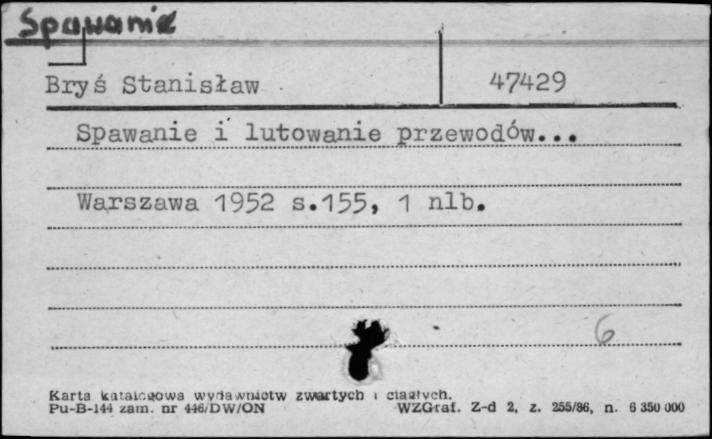 Spawanie
Bryś Stanisław 47429
Spawanie i lutowanie przewodów...
Warszawa 1952 s.155, 1 nlb.
6
Karta katalogowa wydawnictw zwartych i ciągłych.
Pu-B-144 zam. nr 446/DW/ON WZGraf. Z-d 2, z. 255/86, n. 6 350 000